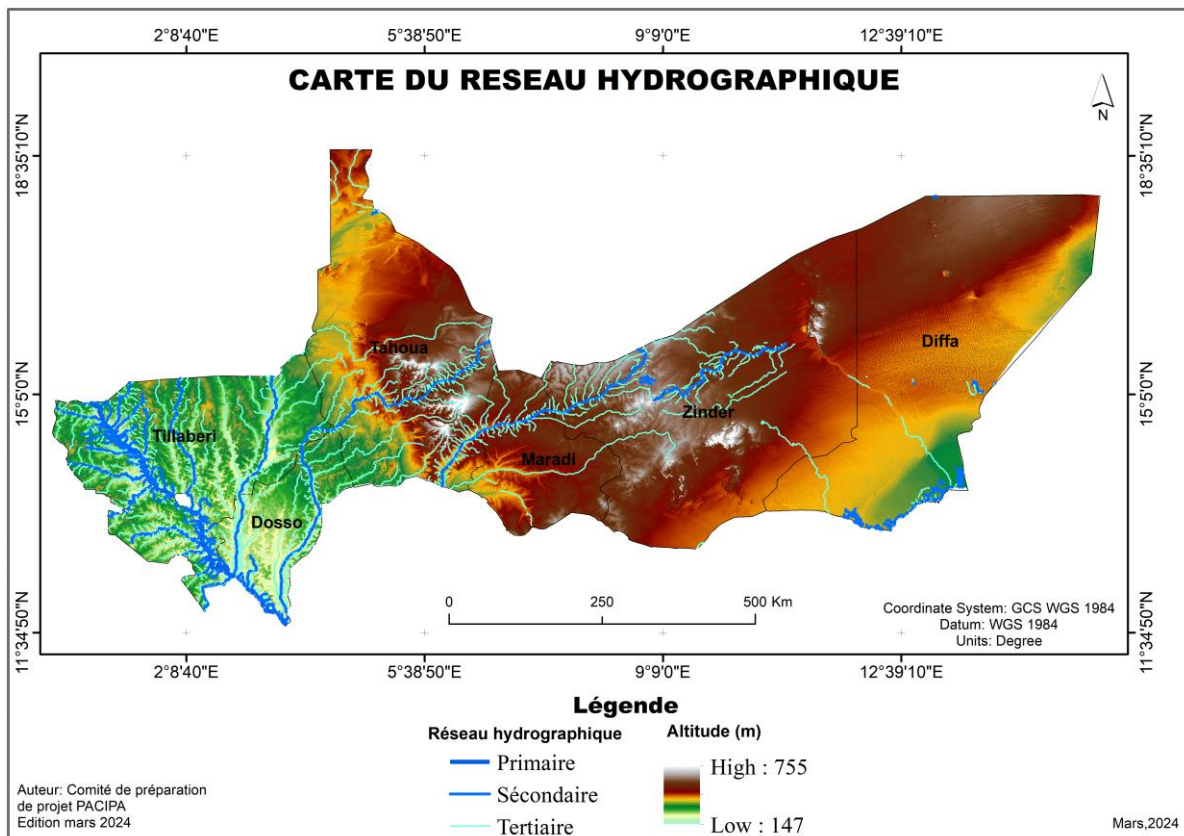 2°8'40"E 5°38'50"E 9°9'0"E 12°39'10"E
CARTE DU RESEAU HYDROGRAPHIQUE
N
18°35'10"N 18°35'10"N
Diffa
Tahoua
15°5'0"N 15°5'0"N
Zinder
Tillaberi
Maradi
Dosso
0 250 500 Km
Coordinate System: GCS WGS 1984
Datum: WGS 1984
Units: Degree
11°34'50"N 11°34'50"N
2°8'40"E 5°38'50"E 9°9'0"E 12°39'10"E
Légende
Réseau hydrographique
Primaire
Sécondaire
Tertiaire
Altitude (m)
High : 755
Low : 147
Auteur: Comité de préparation
de projet PACIPA
Edition mars 2024
Mars,2024